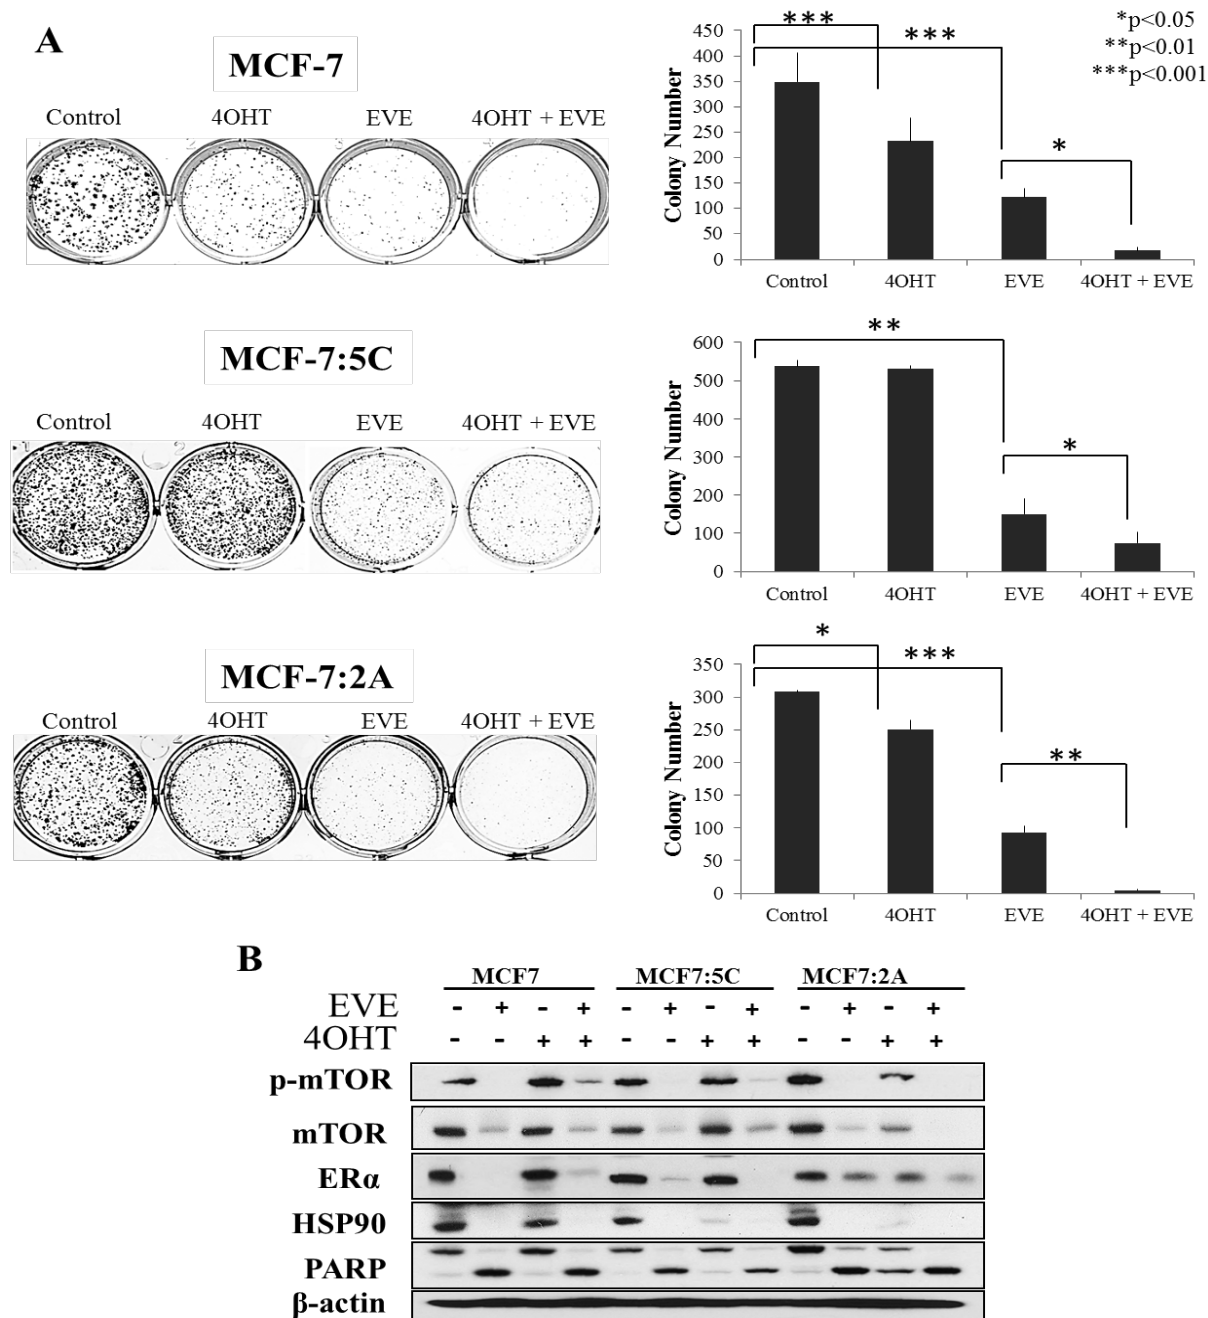 A
MCF-7
Control 4OHT EVE 4OHT + EVE
*p<0.05
**p<0.01
***p<0.001
***
***
*
Colony Number
450
400
350
300
250
200
150
100
50
0
Control 4OHT EVE 4OHT + EVE
MCF-7:5C
Control 4OHT EVE 4OHT + EVE
**
*
Colony Number
600
500
400
300
200
100
0
Control 4OHT EVE 4OHT + EVE
MCF-7:2A
Control 4OHT EVE 4OHT + EVE
*
***
**
Colony Number
350
300
250
200
150
100
50
0
Control 4OHT EVE 4OHT + EVE
B
MCF7 MCF7:5C MCF7:2A
EVE - + - + - + - + - + - +
4OHT - - + + - - + + - - + +
p-mTOR
mTOR
ERα
HSP90
PARP
β-actin